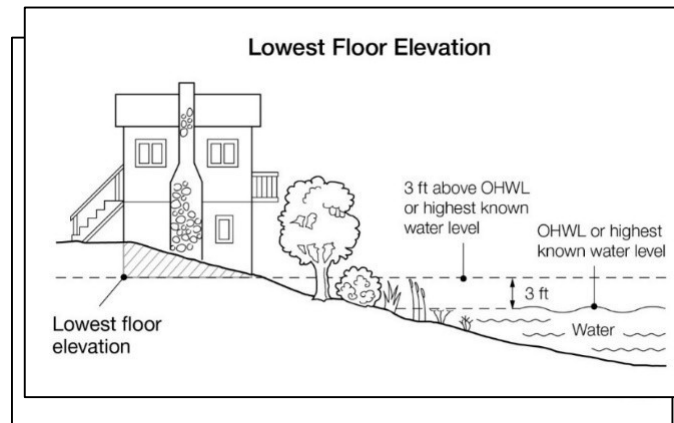 Lowest Floor Elevation
3 ft above OHWL
or highest known
water level
OHWL or highest
known water level
3 ft
Water
Lowest floor
elevation